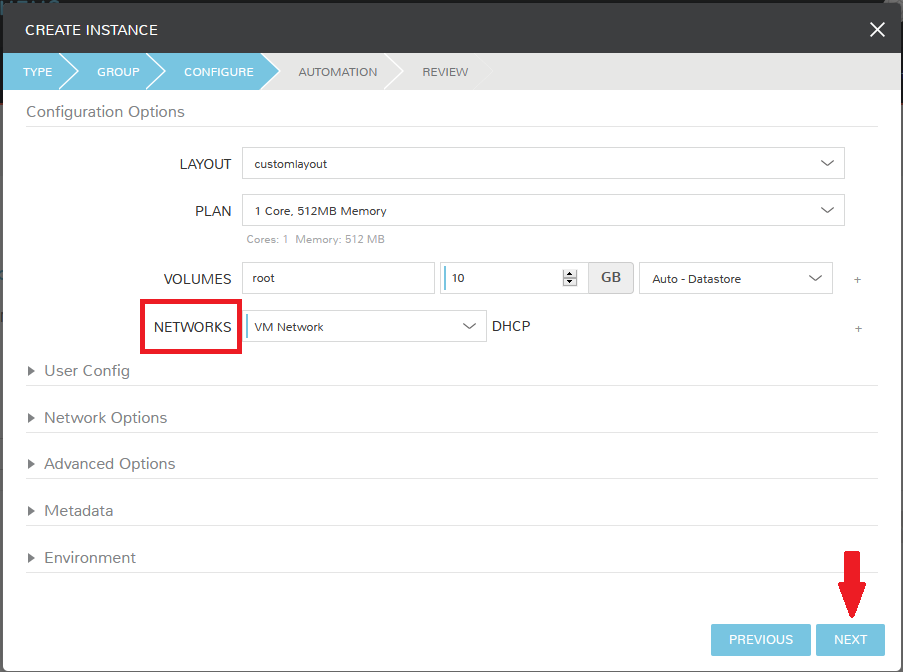 CREATE INSTANCE
TYPE GROUP CONFIGURE AUTOMATION REVIEW
Configuration Options
LAYOUT customlayout
PLAN 1 Core, 512MB Memory
Cores: 1 Memory: 512 MB
VOLUMES root 10 GB Auto - Datastore +
NETWORKS VM Network DHCP +
User Config
Network Options
Advanced Options
Metadata
Environment
PREVIOUS NEXT